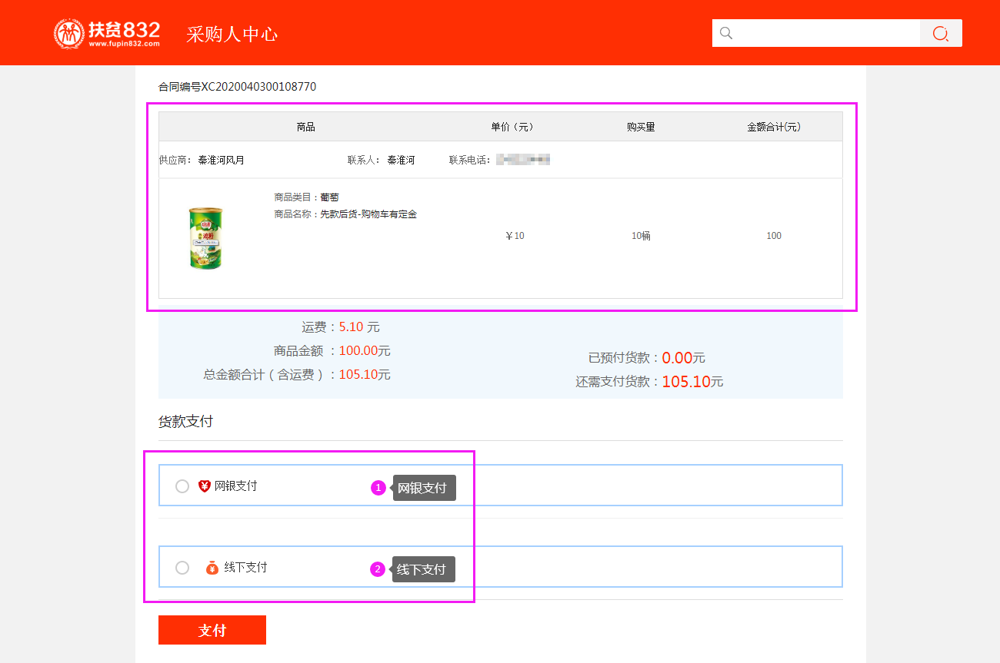 扶贫832
www.fupin832.com
采购人中心
合同编号XC2020040300108770
商品 单价（元） 购买量 金额合计(元)
供应商： 秦淮河风月 联系人： 秦淮河 联系电话：
商品类目：葡萄
商品名称：先款后货-购物车有定金
￥10 10桶 100
运费：5.10 元
商品金额 ：100.00元
总金额合计（含运费）：105.10元
已预付货款：0.00元
还需支付货款：105.10元
货款支付
网银支付 1 网银支付
线下支付 2 线下支付
支付